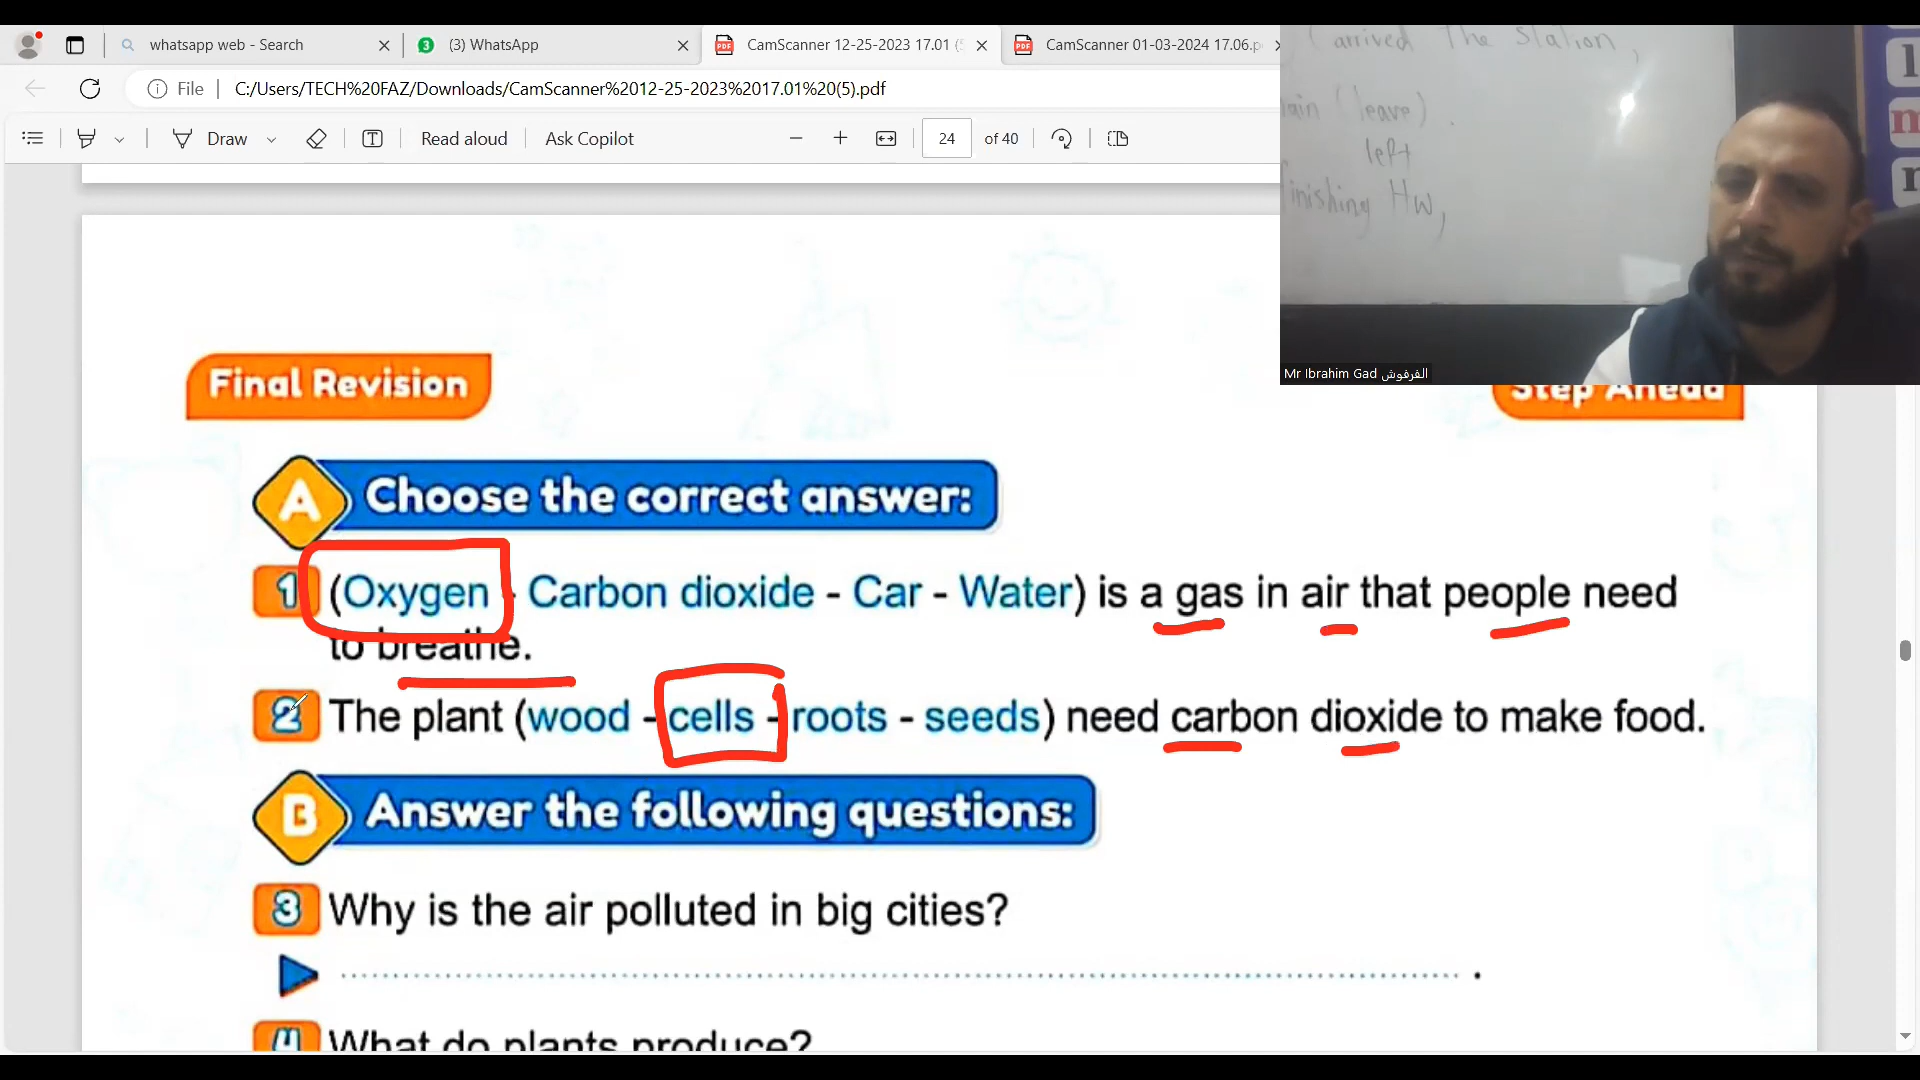 whatsapp web - Search
3
(3) WhatsApp
CamScanner 12-25-2023 17.01 (
CamScanner 01-03-2024 17.06.p
File
C:/Users/TECH%20FAZ/Downloads/CamScanner%2012-25-2023%2017.01%20(5).pdf
Draw
Read aloud
Ask Copilot
24
of 40
arrived The Station,
(leave).
left
finishing HW,
Mr Ibrahim Gad الفرفوش
Final Revision
Step Ahead
A Choose the correct answer:
1 (Oxygen - Carbon dioxide - Car - Water) is a gas in air that people need
to breathe.
2 The plant (wood - cells - roots - seeds) need carbon dioxide to make food.
B Answer the following questions:
3 Why is the air polluted in big cities?
4 What do plants produce?